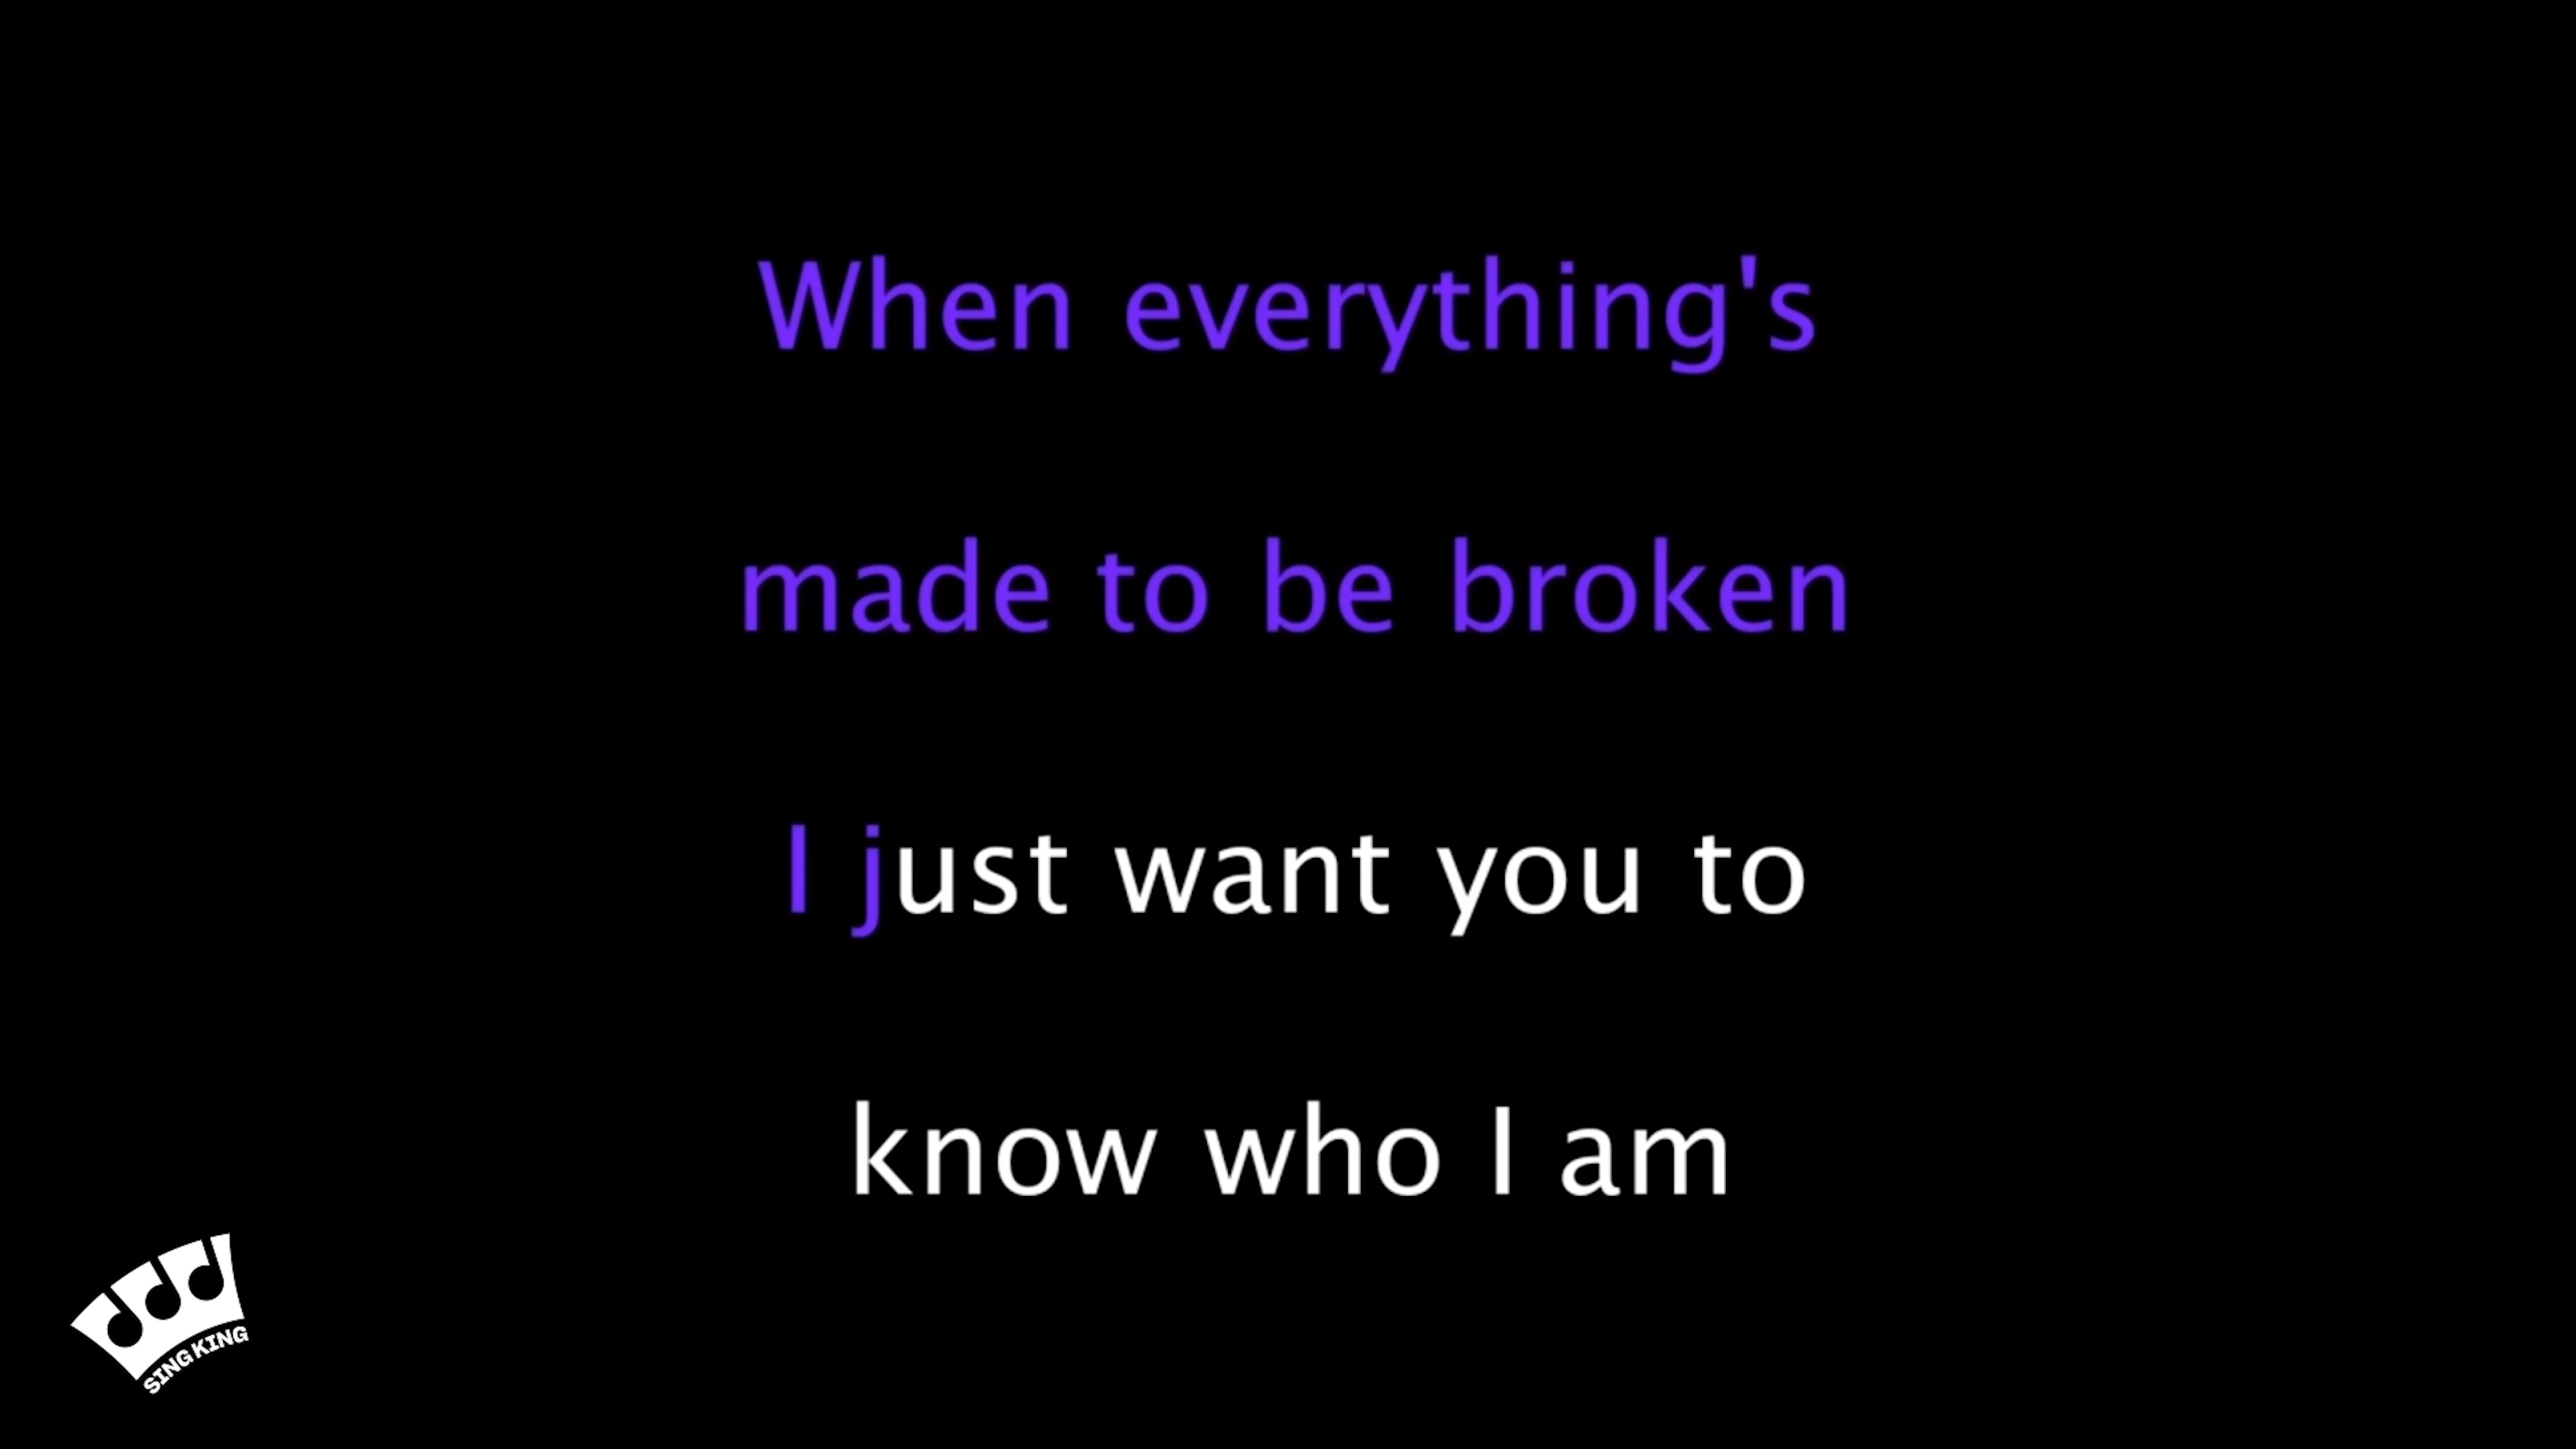 When everything's
made to be broken
I just want you to
know who I am
SING KING